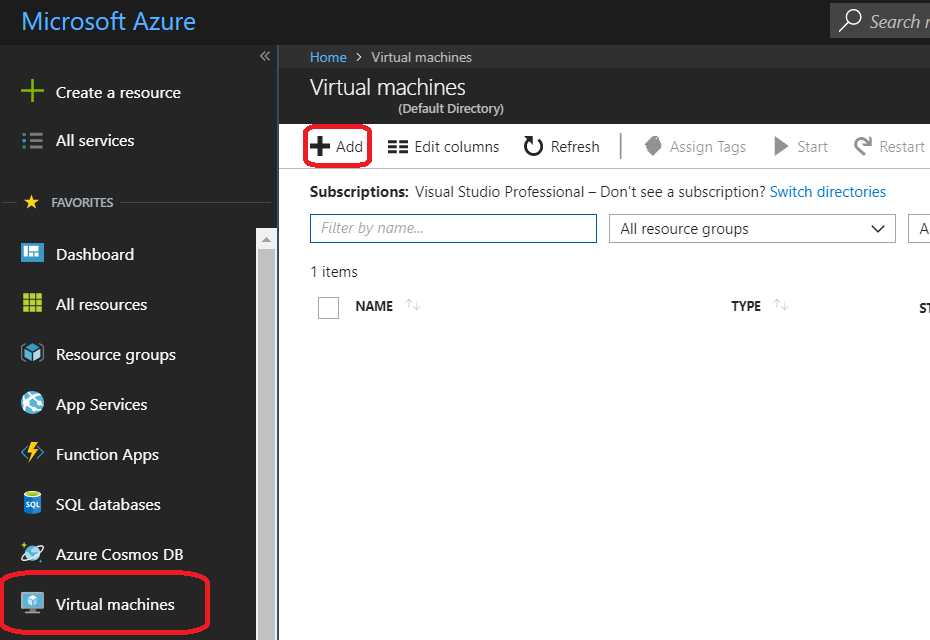 Microsoft Azure
Search r
«
Home > Virtual machines
Create a resource
Virtual machines
(Default Directory)
All services
Add Edit columns Refresh Assign Tags Start Restart
Subscriptions: Visual Studio Professional – Don't see a subscription? Switch directories
FAVORITES
Filter by name... All resource groups A
Dashboard
1 items
All resources
NAME TYPE ST
Resource groups
App Services
Function Apps
SQL
SQL databases
Azure Cosmos DB
Virtual machines